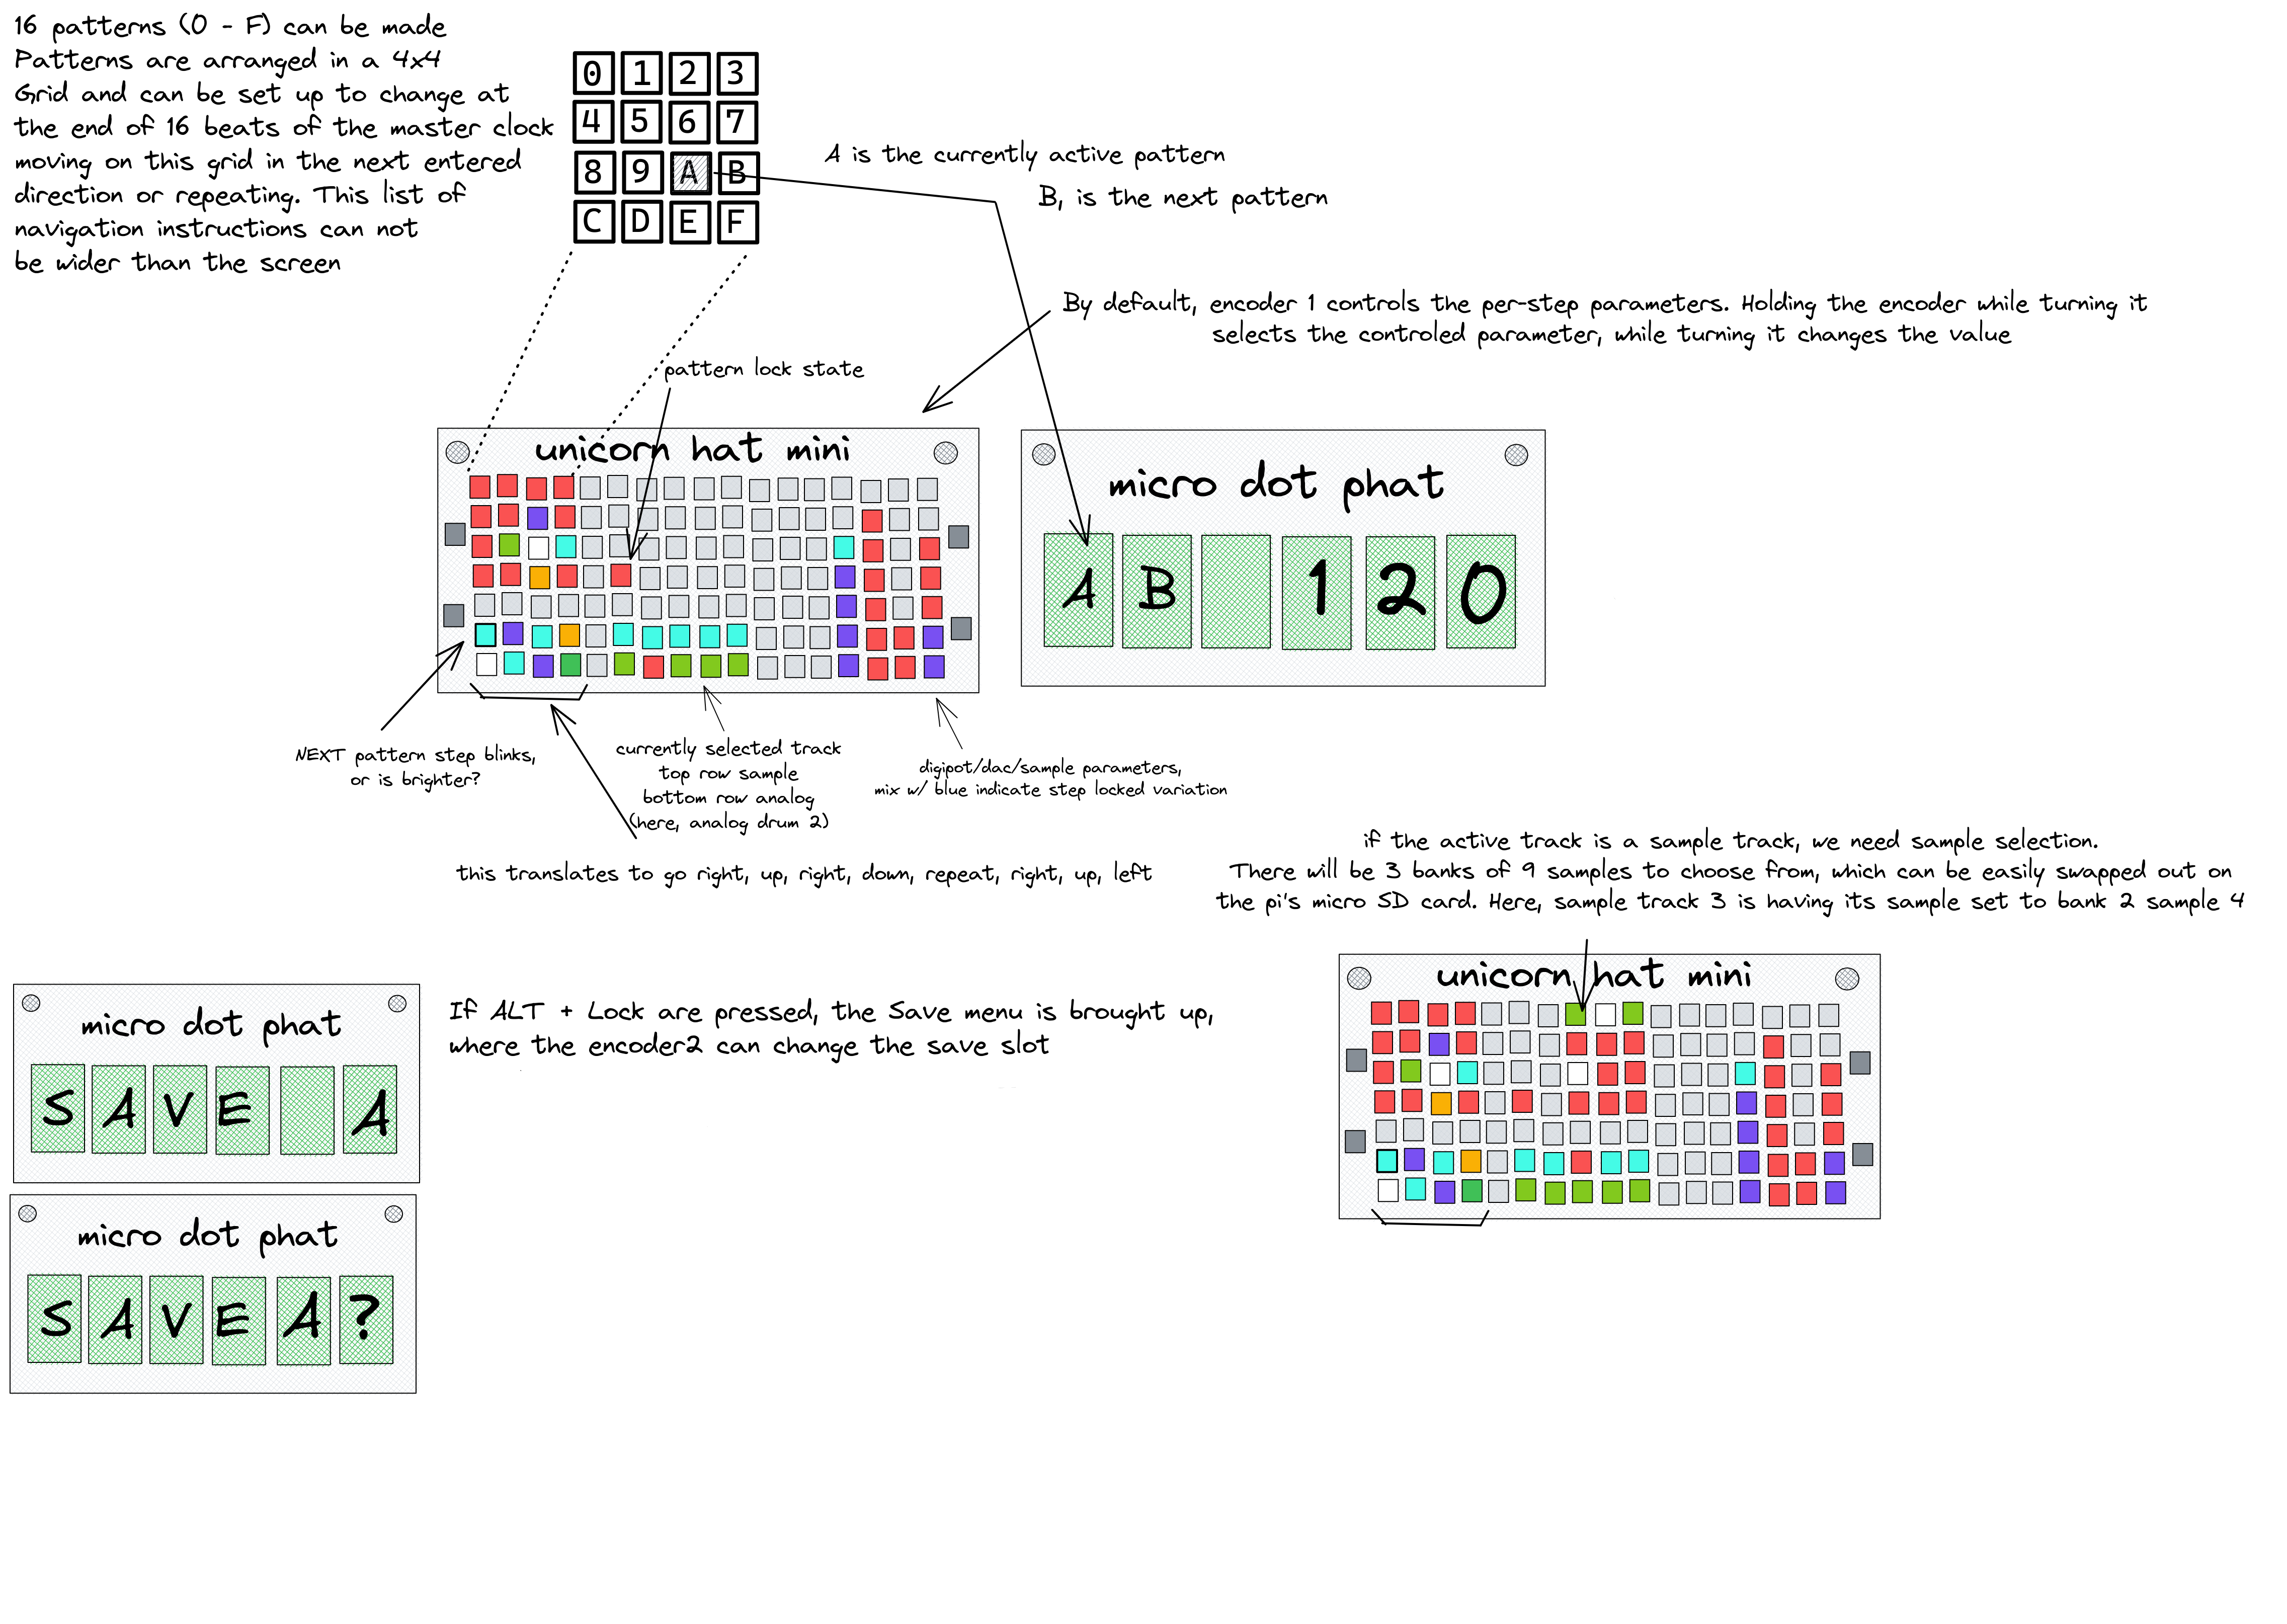 16 patterns (0 - F) can be made
Patterns are arranged in a 4x4
Grid and can be set up to change at
the end of 16 beats of the master clock
moving on this grid in the next entered
direction or repeating. This list of
navigation instructions can not
be wider than the screen
0 1 2 3
4 5 6 7
8 9 A B
C D E F
A is the currently active pattern
B, is the next pattern
By default, encoder 1 controls the per-step parameters. Holding the encoder while turning it
selects the controled parameter, while turning it changes the value
pattern lock state
unicorn hat mini
micro dot phat
A B 1 2 0
NEXT pattern step blinks,
or is brighter?
currently selected track
top row sample
bottom row analog
(here, analog drum 2)
digipot/dac/sample parameters,
mix w/ blue indicate step locked variation
this translates to go right, up, right, down, repeat, right, up, left
if the active track is a sample track, we need sample selection.
There will be 3 banks of 9 samples to choose from, which can be easily swapped out on
the pi's micro SD card. Here, sample track 3 is having its sample set to bank 2 sample 4
unicorn hat mini
micro dot phat
S A V E A
If ALT + Lock are pressed, the Save menu is brought up,
where the encoder2 can change the save slot
micro dot phat
S A V E A ?